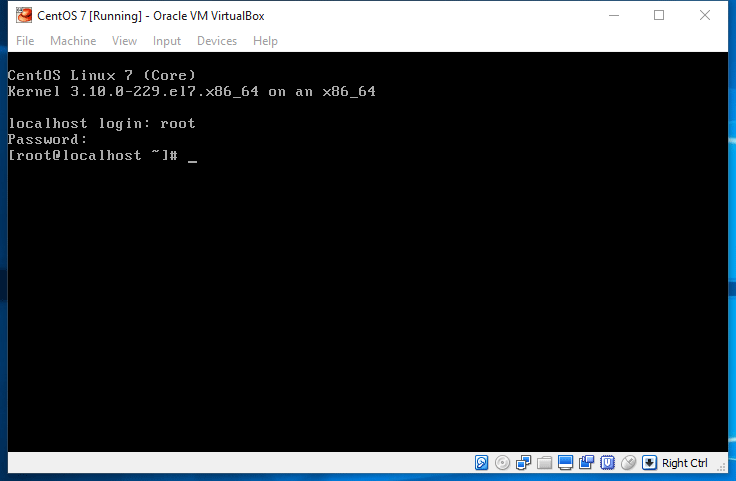 CentOS 7 [Running] - Oracle VM VirtualBox
File Machine View Input Devices Help
CentOS Linux 7 (Core)
Kernel 3.10.0-229.el7.x86_64 on an x86_64
localhost login: root
Password:
[root@localhost ~]# _
Right Ctrl